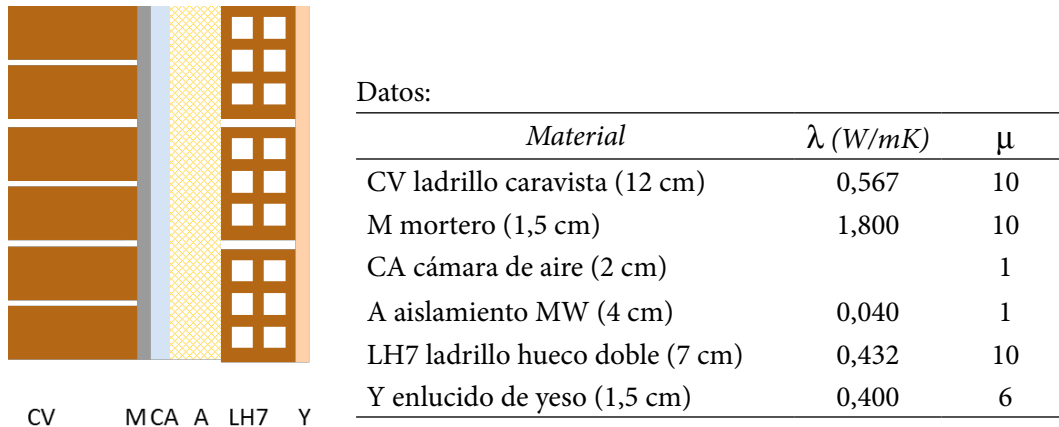 Datos:
Material λ (W/mK) μ
CV ladrillo caravista (12 cm) 0,567 10
M mortero (1,5 cm) 1,800 10
CA cámara de aire (2 cm) 1
A aislamiento MW (4 cm) 0,040 1
LH7 ladrillo hueco doble (7 cm) 0,432 10
Y enlucido de yeso (1,5 cm) 0,400 6
CV M CA A LH7 Y